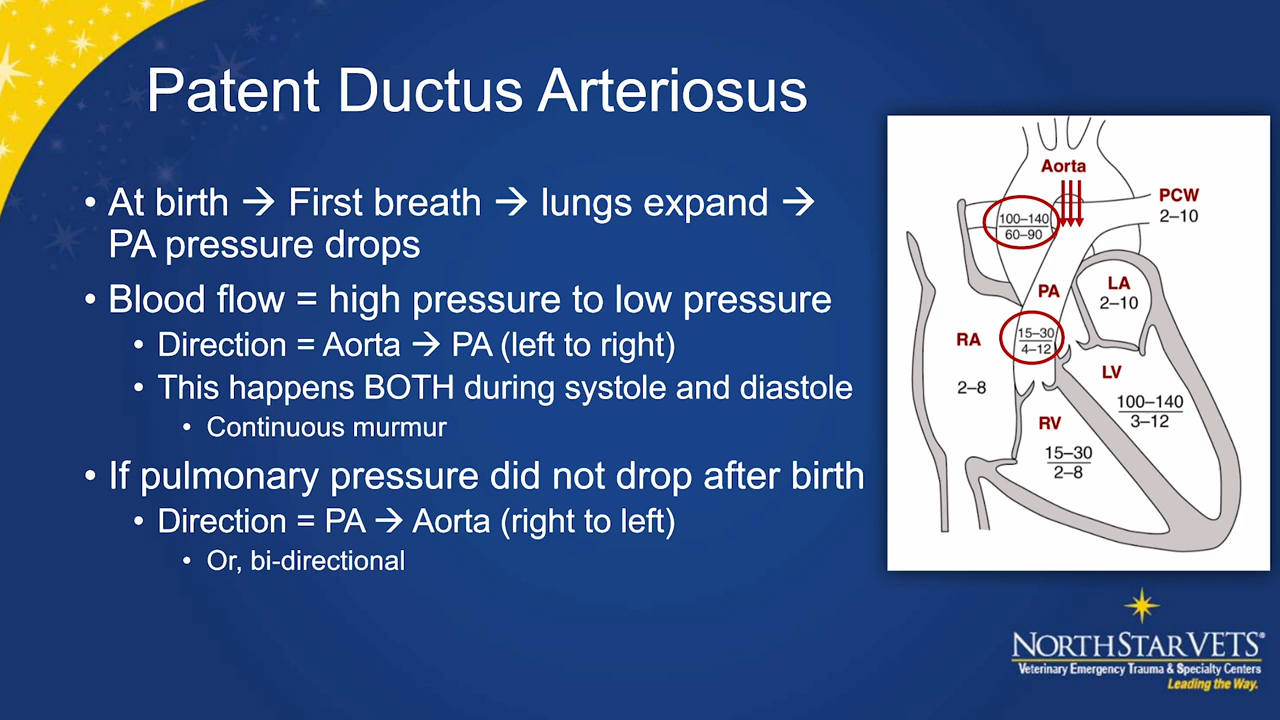 Patent Ductus Arteriosus
• At birth → First breath → lungs expand →
PA pressure drops
• Blood flow = high pressure to low pressure
• Direction = Aorta → PA (left to right)
• This happens BOTH during systole and diastole
• Continuous murmur
• If pulmonary pressure did not drop after birth
• Direction = PA → Aorta (right to left)
• Or, bi-directional
Aorta
PCW
2–10
100–140
60–90
PA
LA
2–10
15–30
4–12
RA
2–8
LV
100–140
3–12
RV
15–30
2–8
NORTHSTAR VETS®
Veterinary Emergency Trauma & Specialty Centers
Leading the Way.